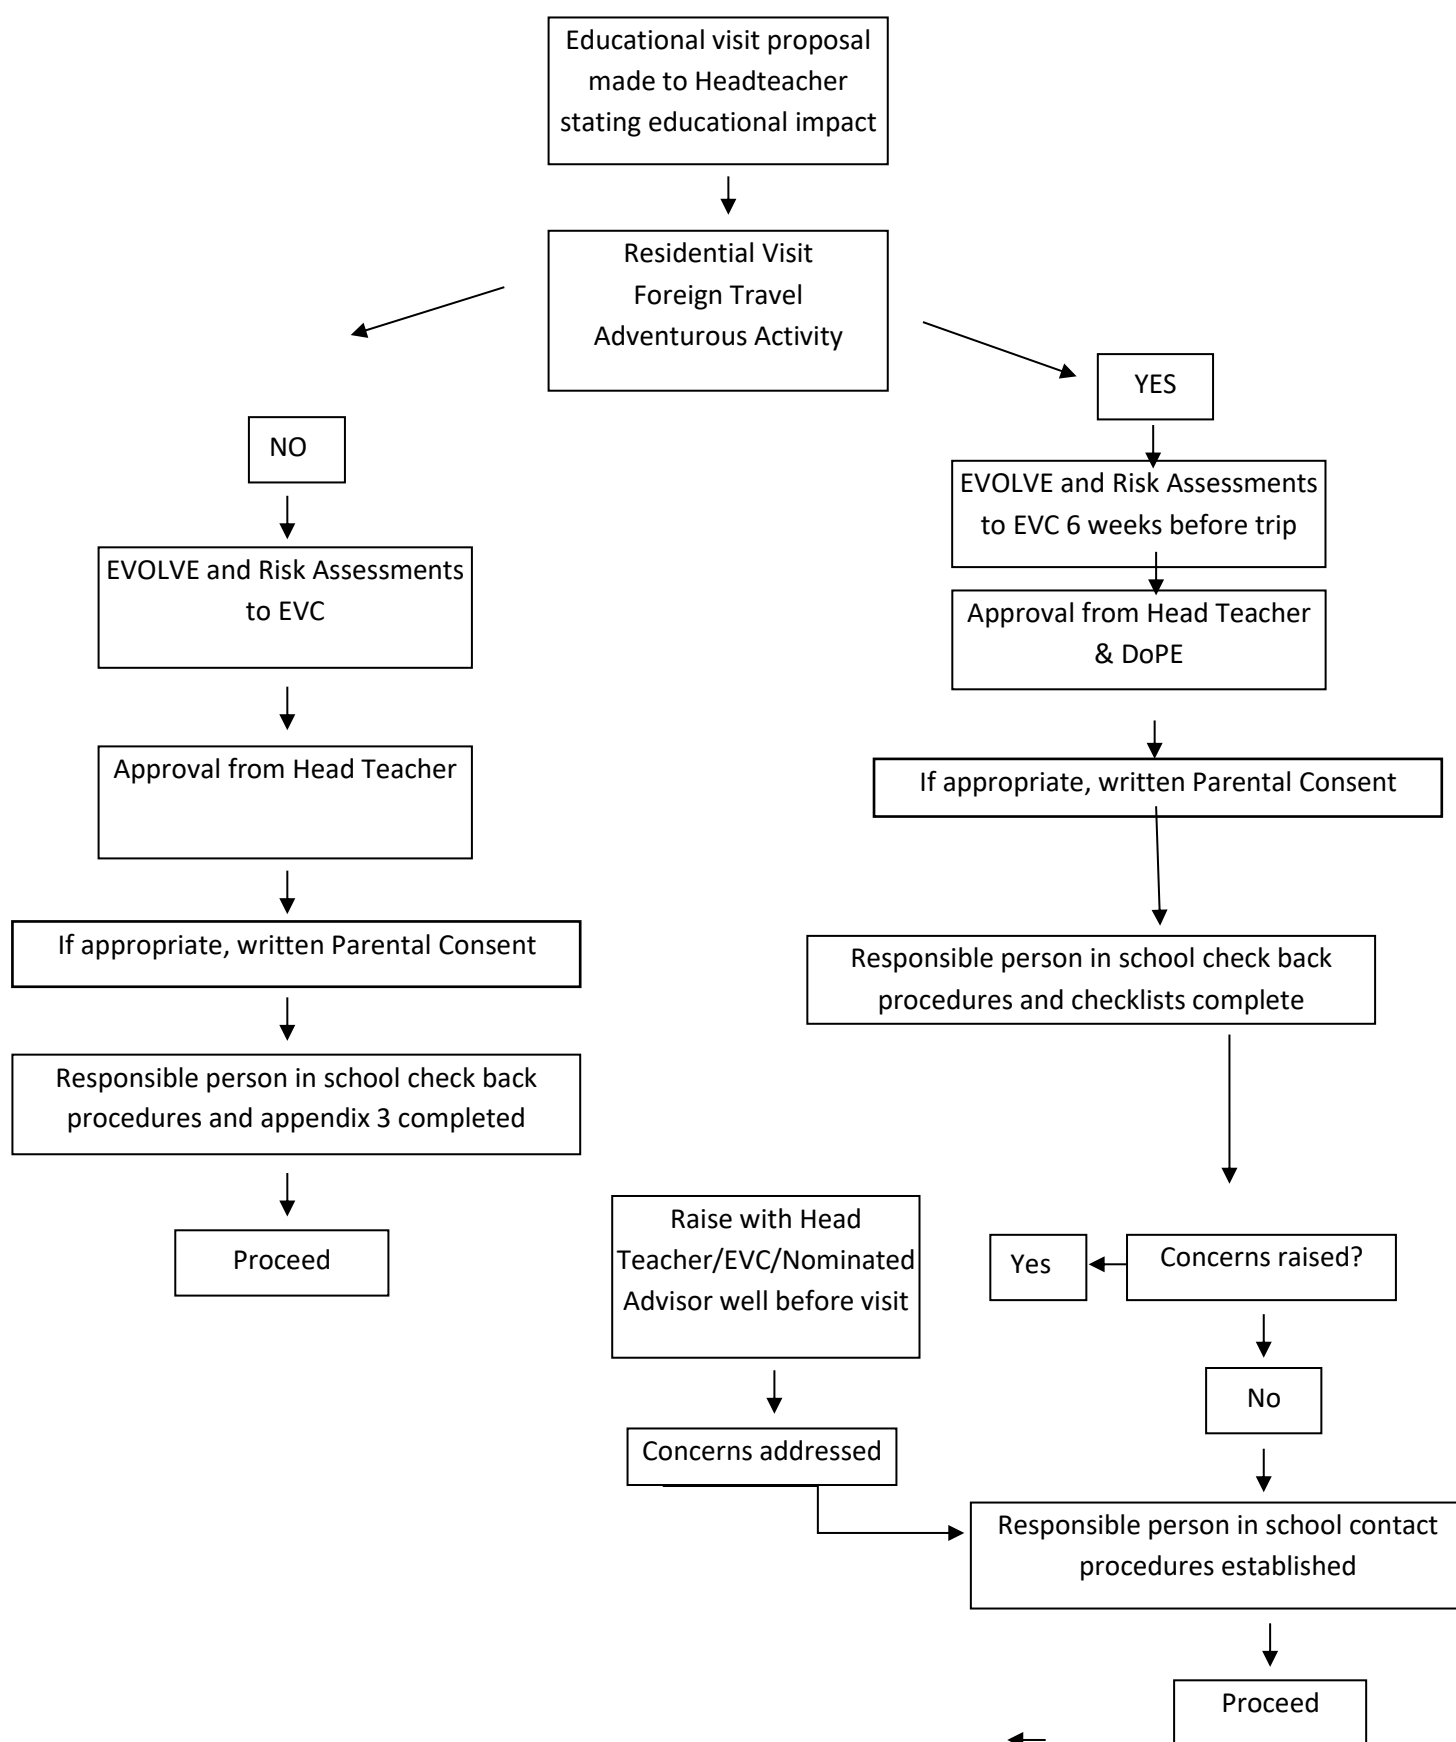 Educational visit proposal
made to Headteacher
stating educational impact
Residential Visit
Foreign Travel
Adventurous Activity
NO
EVOLVE and Risk Assessments
to EVC
Approval from Head Teacher
If appropriate, written Parental Consent
Responsible person in school check back
procedures and appendix 3 completed
Proceed
YES
EVOLVE and Risk Assessments
to EVC 6 weeks before trip
Approval from Head Teacher
& DoPE
If appropriate, written Parental Consent
Responsible person in school check back
procedures and checklists complete
Concerns raised?
Yes
Raise with Head
Teacher/EVC/Nominated
Advisor well before visit
Concerns addressed
No
Responsible person in school contact
procedures established
Proceed